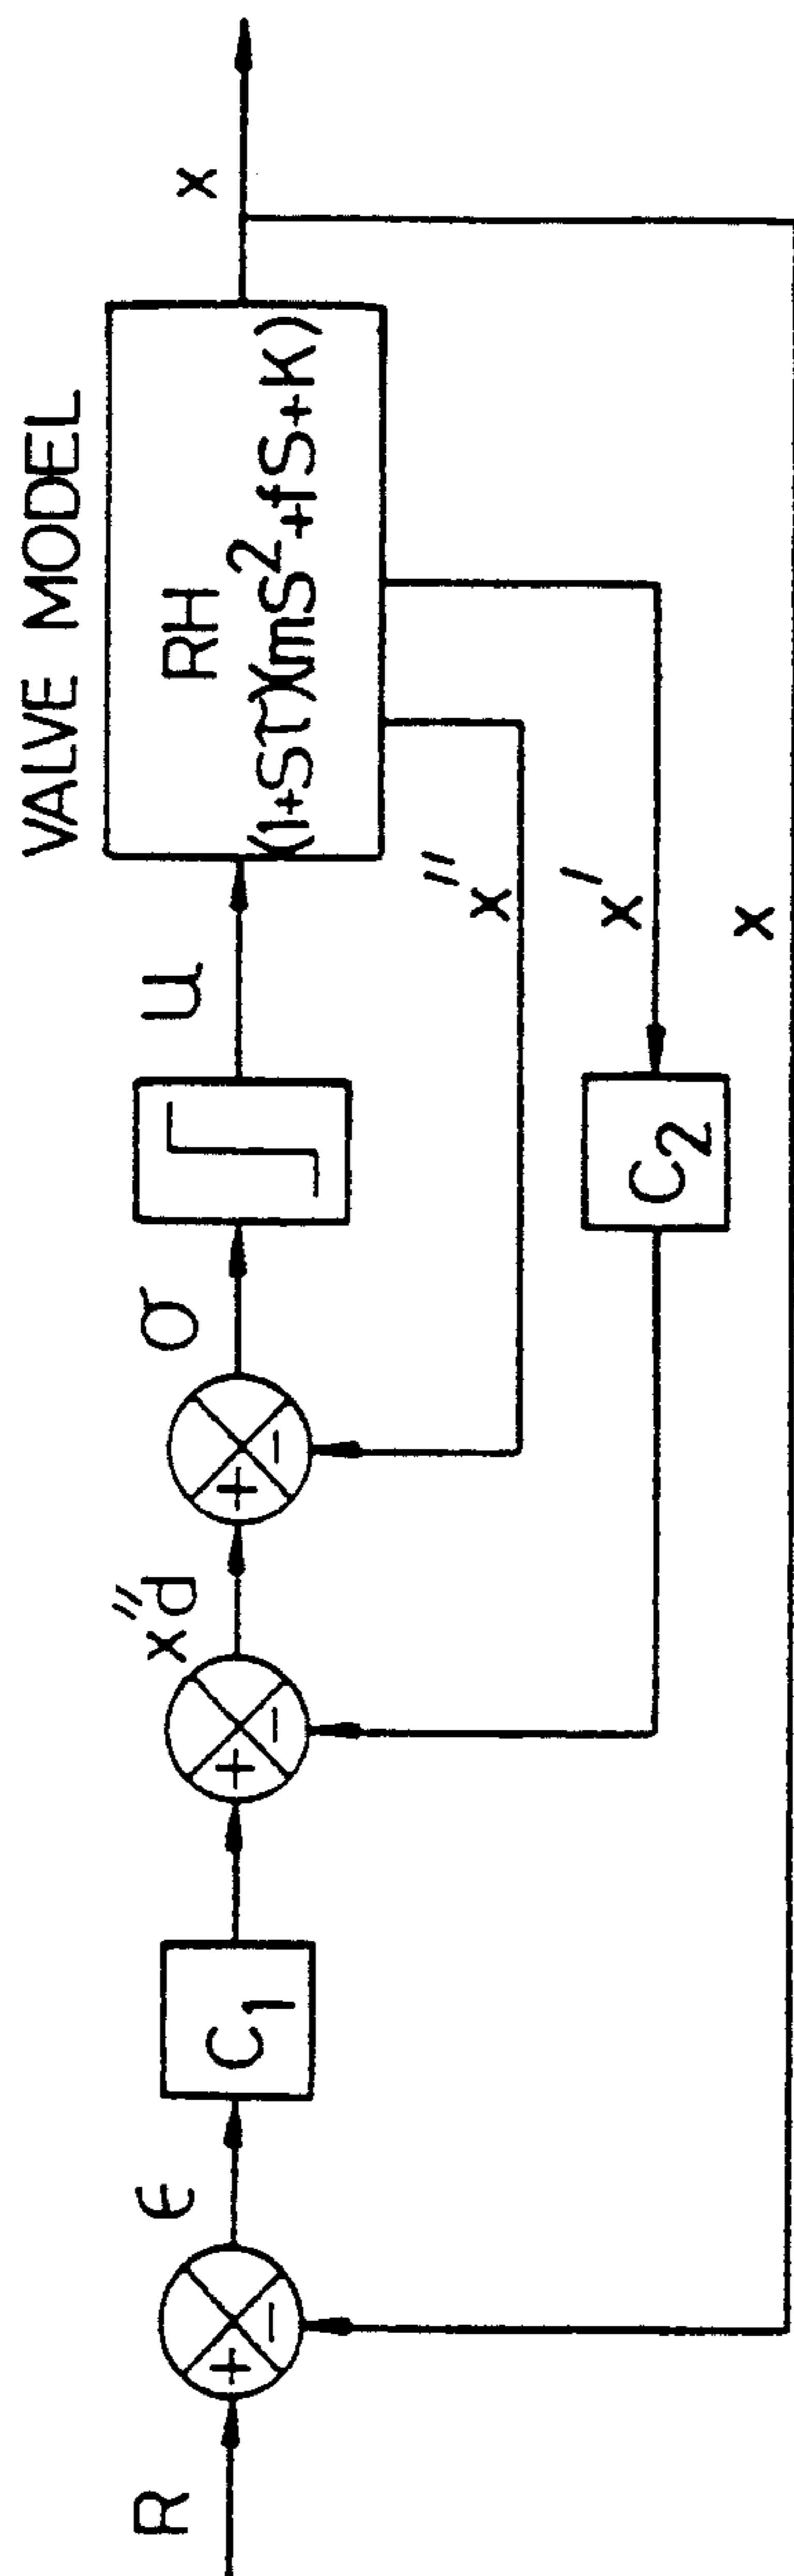 VALVE MODEL
R
+
−
ϵ
C1
+
−
x"d
+
−
σ
u
RH
(1+Sτ)(mS²+fS+K)
x
x"
x'
C2
x